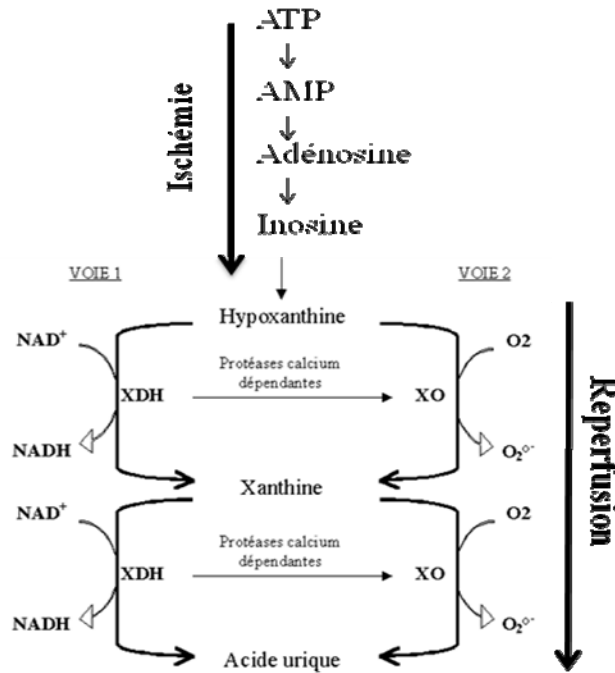 ATP
AMP
Adénosine
Inosine
Ischémie
VOIE 1
VOIE 2
Hypoxanthine
NAD+
Protéases calcium
dépendantes
O2
XDH
XO
NADH
O2°-
Xanthine
NAD+
Protéases calcium
dépendantes
O2
XDH
XO
NADH
O2°-
Acide urique
Reperfusion